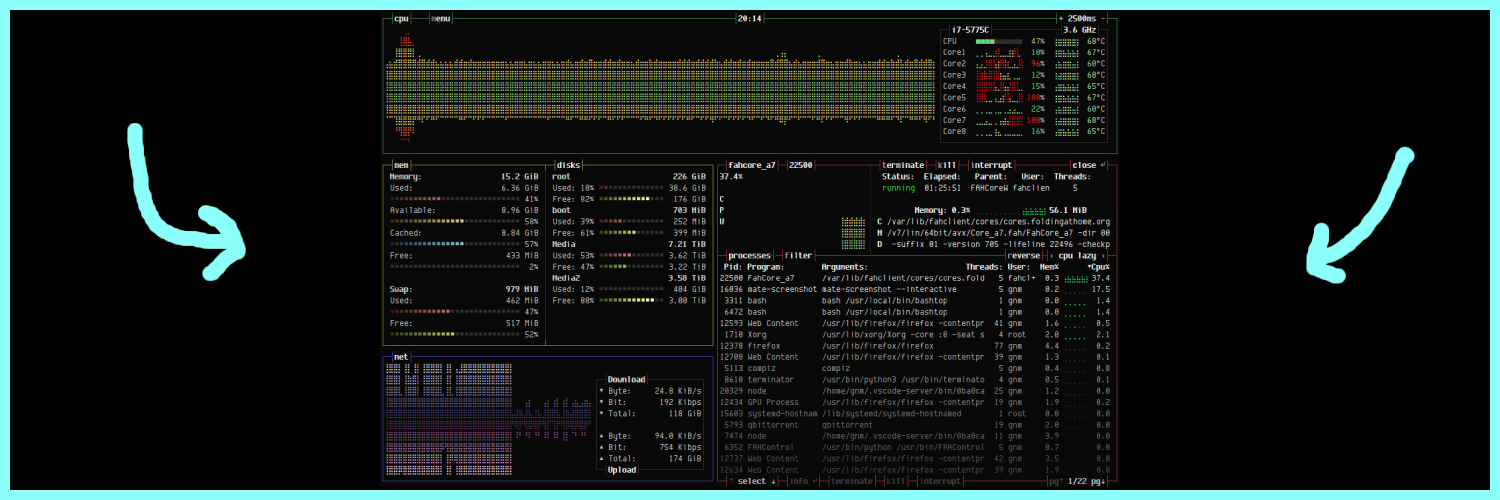 cpu menu 20:14 + 2500ms -
i7-5775C 3.6 GHz
CPU 47% 68°C
Core1 10% 67°C
Core2 96% 60°C
Core3 12% 68°C
Core4 15% 65°C
Core5 100% 67°C
Core6 22% 60°C
Core7 100% 68°C
Core8 16% 65°C
mem
Memory: 15.2 GiB
Used: 6.36 GiB
41%
Available: 8.96 GiB
58%
Cached: 8.84 GiB
57%
Free: 433 MiB
2%
Swap: 979 MiB
Used: 462 MiB
47%
Free: 517 MiB
52%
disks
root 226 GiB
Used: 18% 38.6 GiB
Free: 82% 176 GiB
boot 703 MiB
Used: 39% 252 MiB
Free: 61% 399 MiB
Media 7.21 TiB
Used: 53% 3.62 TiB
Free: 47% 3.22 TiB
Media2 3.58 TiB
Used: 12% 404 GiB
Free: 88% 3.00 TiB
net
Download
▼ Byte: 24.8 KiB/s
▼ Bit: 192 Kibps
▼ Total: 118 GiB
▲ Byte: 94.0 KiB/s
▲ Bit: 754 Kibps
▲ Total: 174 GiB
Upload
fahcore_a7 22500 terminate kill interrupt close ↲
37.4% Status: Elapsed: Parent: User: Threads:
running 01:25:51 FAHCoreW fahclien 5
C
P
U
Memory: 0.3% 56.1 MiB
C /var/lib/fahclient/cores/cores.foldingathome.org
M /v7/lin/64bit/avx/Core_a7.fah/FahCore_a7 -dir 00
D -suffix 01 -version 705 -lifeline 22496 -checkp
processes filter reverse ‹ cpu lazy ›
Pid: Program: Arguments: Threads: User: Mem% ▼Cpu%
22500 FahCore_a7 /var/lib/fahclient/cores/cores.fold 5 fahcl+ 0.3 37.4
16036 mate-screenshot mate-screenshot --interactive 5 gnm 0.2 17.5
3311 bash bash /usr/local/bin/bashtop 1 gnm 0.0 1.4
6472 bash bash /usr/local/bin/bashtop 1 gnm 0.0 1.4
12593 Web Content /usr/lib/firefox/firefox -contentpr 41 gnm 1.6 0.5
1710 Xorg /usr/lib/xorg/Xorg -core :0 -seat s 4 root 2.0 2.1
12378 firefox /usr/lib/firefox/firefox 77 gnm 4.4 0.2
12708 Web Content /usr/lib/firefox/firefox -contentpr 39 gnm 1.3 0.1
5113 compiz compiz 5 gnm 0.4 0.8
8610 terminator /usr/bin/python3 /usr/bin/terminato 4 gnm 0.5 0.1
20329 node /home/gnm/.vscode-server/bin/0ba0ca 25 gnm 1.2 0.0
12434 GPU Process /usr/lib/firefox/firefox -contentpr 19 gnm 1.9 0.2
15603 systemd-hostnam /lib/systemd/systemd-hostnamed 1 root 0.0 0.0
5793 qbittorrent qbittorrent 19 gnm 2.0 0.0
7474 node /home/gnm/.vscode-server/bin/0ba0ca 11 gnm 3.9 0.0
6352 FAHControl /usr/bin/python /usr/bin/FAHControl 5 gnm 0.7 0.0
12737 Web Content /usr/lib/firefox/firefox -contentpr 42 gnm 3.5 0.0
12634 Web Content /usr/lib/firefox/firefox -contentpr 39 gnm 1.9 0.0
↑ select ↓ info ↲ terminate kill interrupt pg↑ 1/22 pg↓